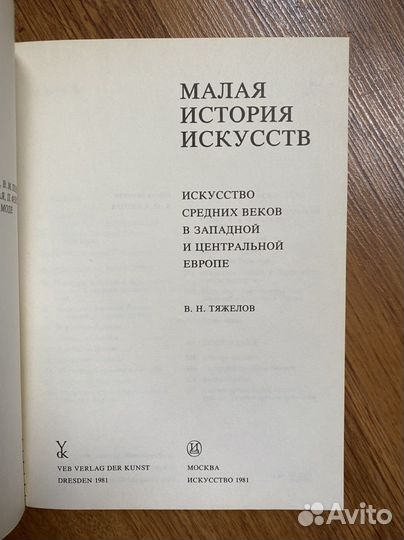 МАЛАЯ
ИСТОРИЯ
ИСКУССТВ
ИСКУССТВО
СРЕДНИХ ВЕКОВ
В ЗАПАДНОЙ
И ЦЕНТРАЛЬНОЙ
ЕВРОПЕ
В. Н. ТЯЖЕЛОВ
VEB VERLAG DER KUNST
DRESDEN 1981
МОСКВА
ИСКУССТВО 1981
МОДЕ
Avito